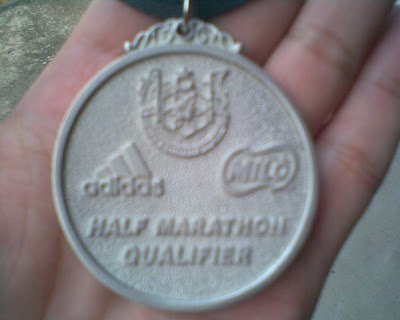 adidas
MILO
HALF MARATHON
QUALIFIER